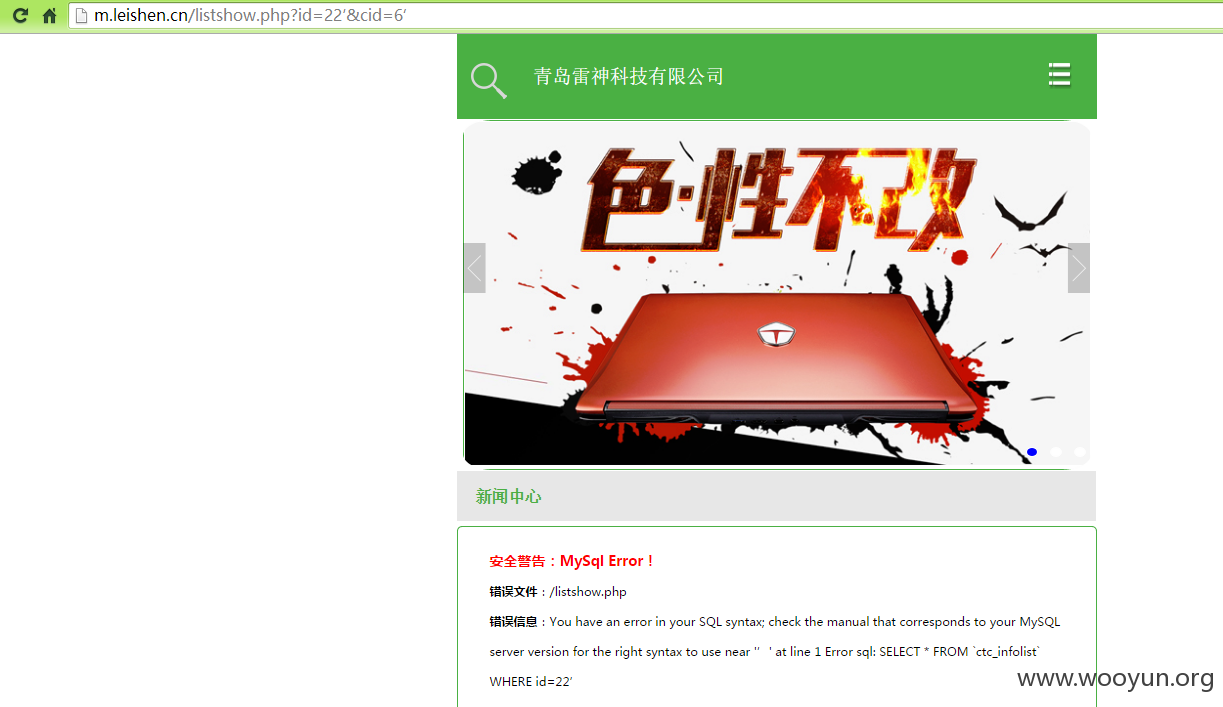 m.leishen.cn/listshow.php?id=22'&cid=6'
青岛雷神科技有限公司
色·性不改
新闻中心
安全警告：MySql Error！
错误文件：/listshow.php
错误信息：You have an error in your SQL syntax; check the manual that corresponds to your MySQL
server version for the right syntax to use near '' ' at line 1 Error sql: SELECT * FROM `ctc_infolist`
WHERE id=22'
www.wooyun.org